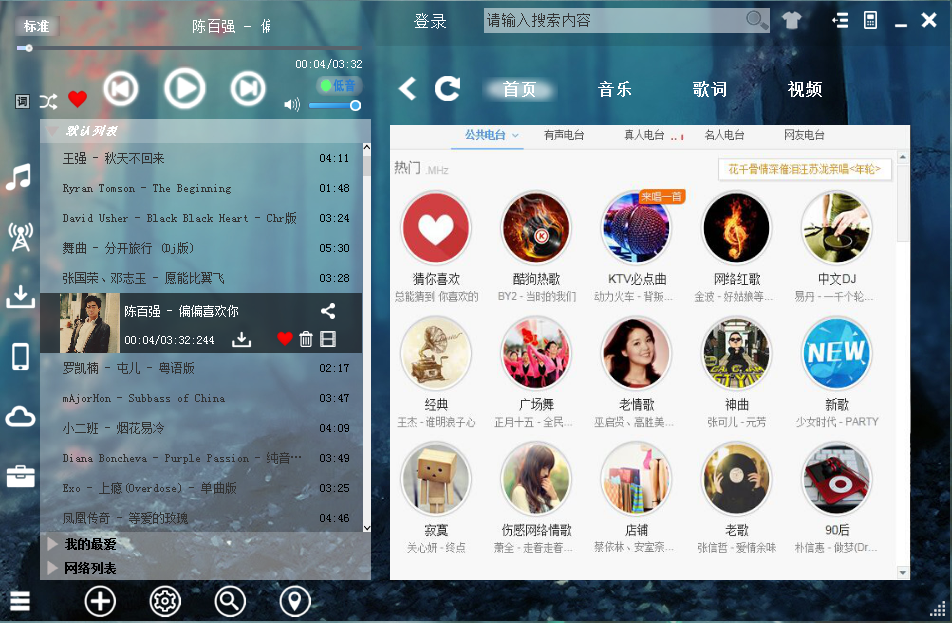 标准
陈百强 - 偏
登录
请输入搜索内容
00:04/03:32
低音
词
首页
音乐
歌词
视频
默认列表
王强 - 秋天不回来 04:11
Ryran Tomson - The Beginning 01:48
David Usher - Black Black Heart - Chr版 03:24
舞曲 - 分开旅行 (Dj版) 05:30
张国荣、邓志玉 - 愿能比翼飞 03:28
陈百强 - 偏偏喜欢你
00:04/03:32:244
罗凯楠 - 屯儿 - 粤语版 02:17
mAjorHon - Subbass of China 03:47
小二班 - 烟花易冷 04:09
Diana Boncheva - Purple Passion - 纯音… 03:49
Exo - 上瘾(Overdose) - 单曲版 03:25
凤凰传奇 - 等爱的玫瑰 04:46
我的最爱
网络列表
公共电台
有声电台
真人电台
名人电台
网友电台
热门 .MHz
花千骨情深催泪汪苏泷亲唱<年轮>
来唱一首
猜你喜欢
酷狗热歌
KTV必点曲
网络红歌
中文DJ
总能猜到 你喜欢的
BY2 - 当时的我们
动力火车 - 背叛...
金波 - 好姑娘等...
易丹 - 一千个轮...
NEW
经典
广场舞
老情歌
神曲
新歌
王杰 - 谁明浪子心
正月十五 - 全民...
巫启贤、高胜美...
张可儿 - 元芳
少女时代 - PARTY
寂寞
伤感网络情歌
店铺
老歌
90后
关心妍 - 终点
萧全 - 走着走着...
蔡依林、安室奈...
张信哲 - 爱情余味
朴信惠 - 做梦(Dr...